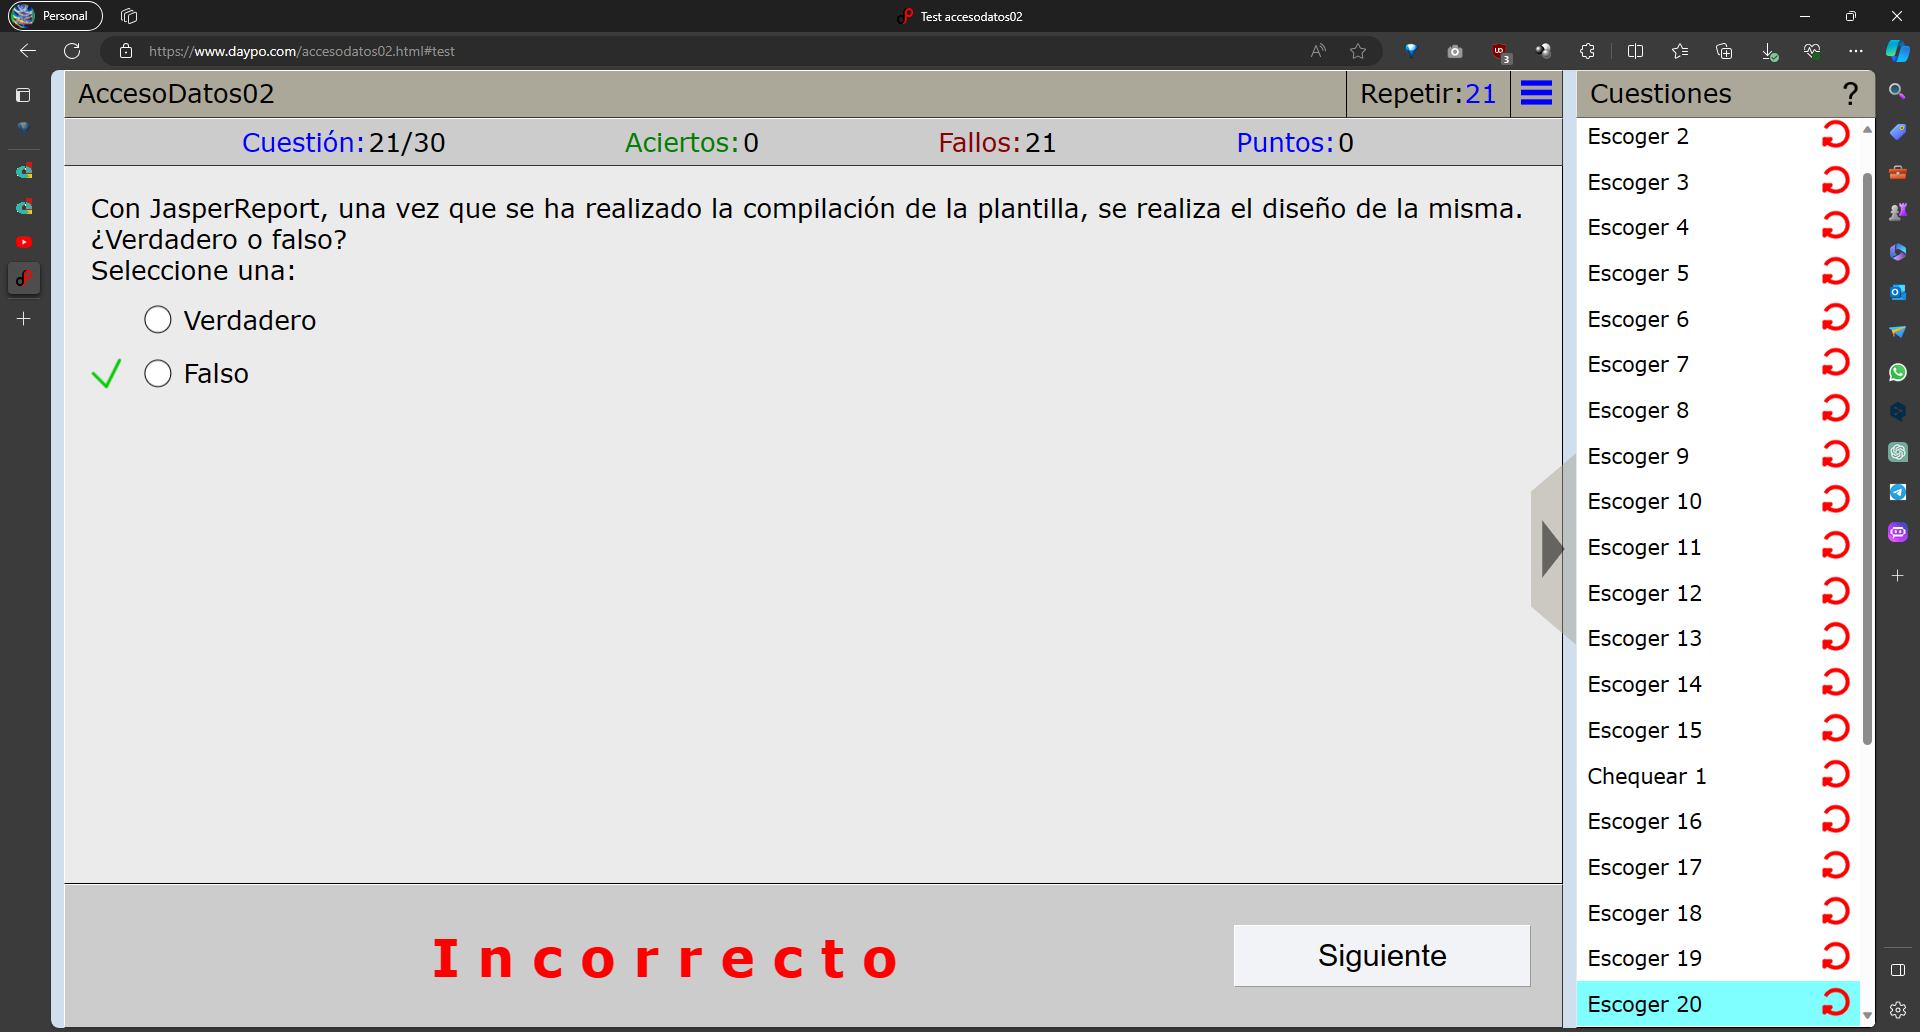 Personal
Test accesodatos02
https://www.daypo.com/accesodatos02.html#test
3
AccesoDatos02
Repetir:21
Cuestiones
?
Cuestión:21/30
Aciertos:0
Fallos:21
Puntos:0
Con JasperReport, una vez que se ha realizado la compilación de la plantilla, se realiza el diseño de la misma.
¿Verdadero o falso?
Seleccione una:
Verdadero
Falso
Incorrecto
Siguiente
Escoger 2
Escoger 3
Escoger 4
Escoger 5
Escoger 6
Escoger 7
Escoger 8
Escoger 9
Escoger 10
Escoger 11
Escoger 12
Escoger 13
Escoger 14
Escoger 15
Chequear 1
Escoger 16
Escoger 17
Escoger 18
Escoger 19
Escoger 20